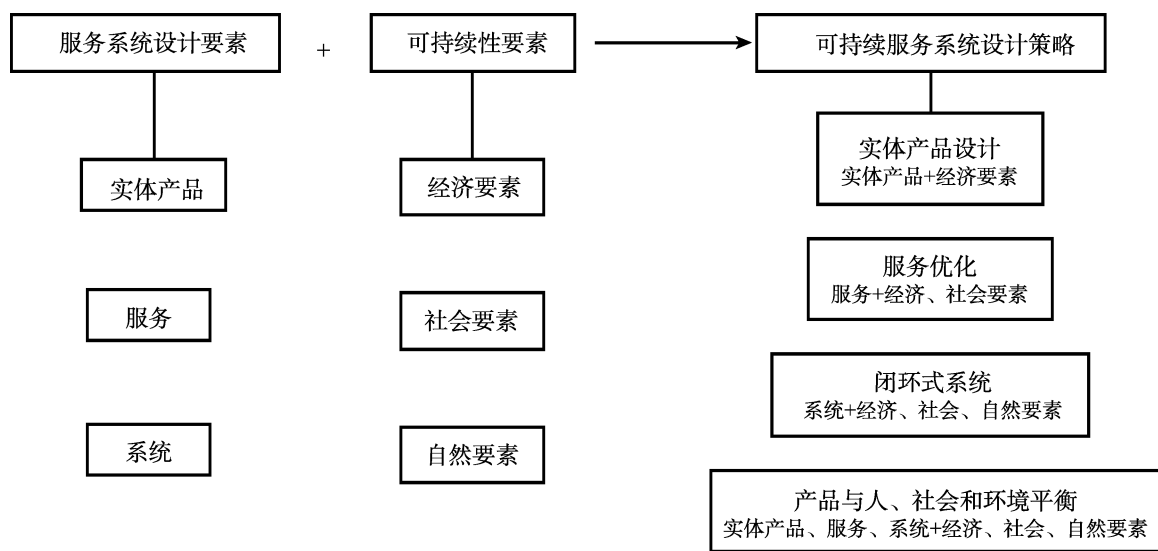 服务系统设计要素
+
可持续性要素
可持续服务系统设计策略
实体产品
经济要素
实体产品设计
实体产品+经济要素
服务
社会要素
服务优化
服务+经济、社会要素
系统
自然要素
闭环式系统
系统+经济、社会、自然要素
产品与人、社会和环境平衡
实体产品、服务、系统+经济、社会、自然要素